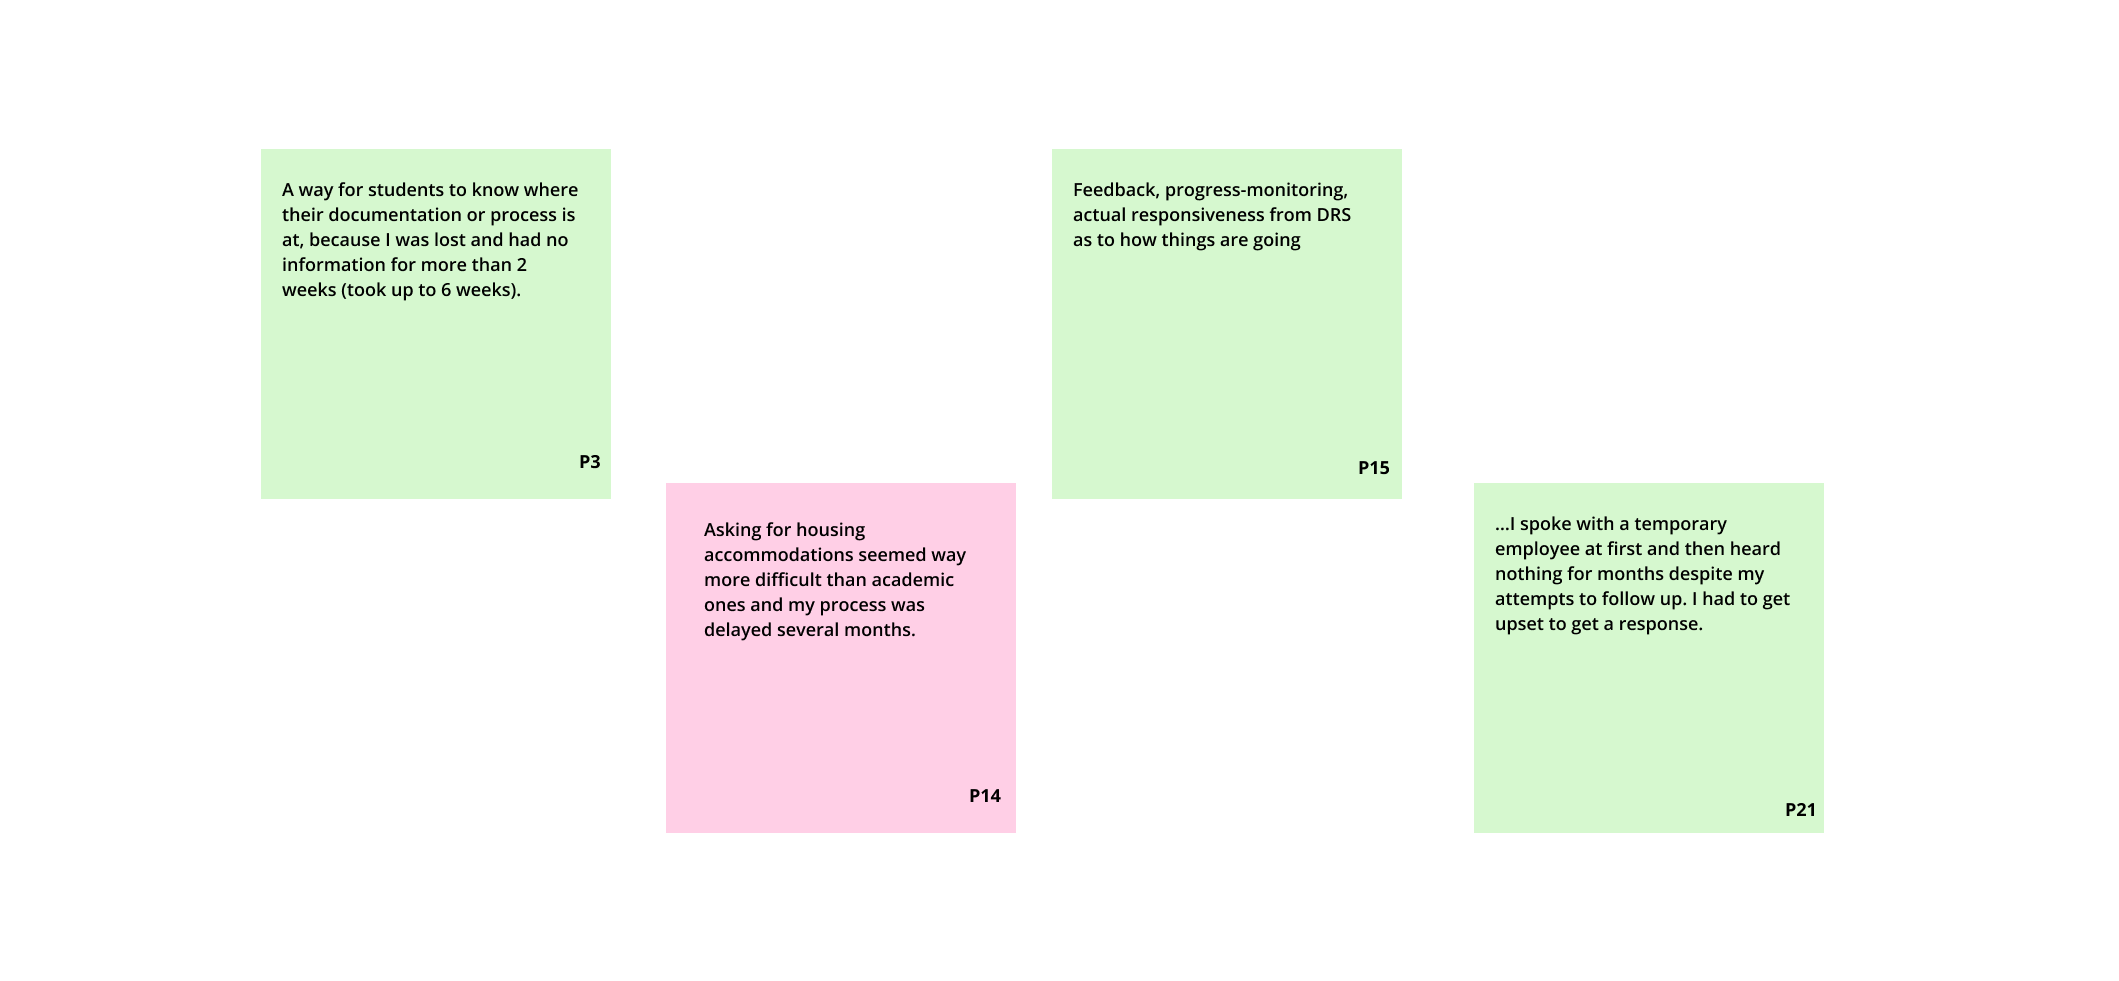 A way for students to know where
their documentation or process is
at, because I was lost and had no
information for more than 2
weeks (took up to 6 weeks).
P3
Asking for housing
accommodations seemed way
more difficult than academic
ones and my process was
delayed several months.
P14
Feedback, progress-monitoring,
actual responsiveness from DRS
as to how things are going
P15
...I spoke with a temporary
employee at first and then heard
nothing for months despite my
attempts to follow up. I had to get
upset to get a response.
P21